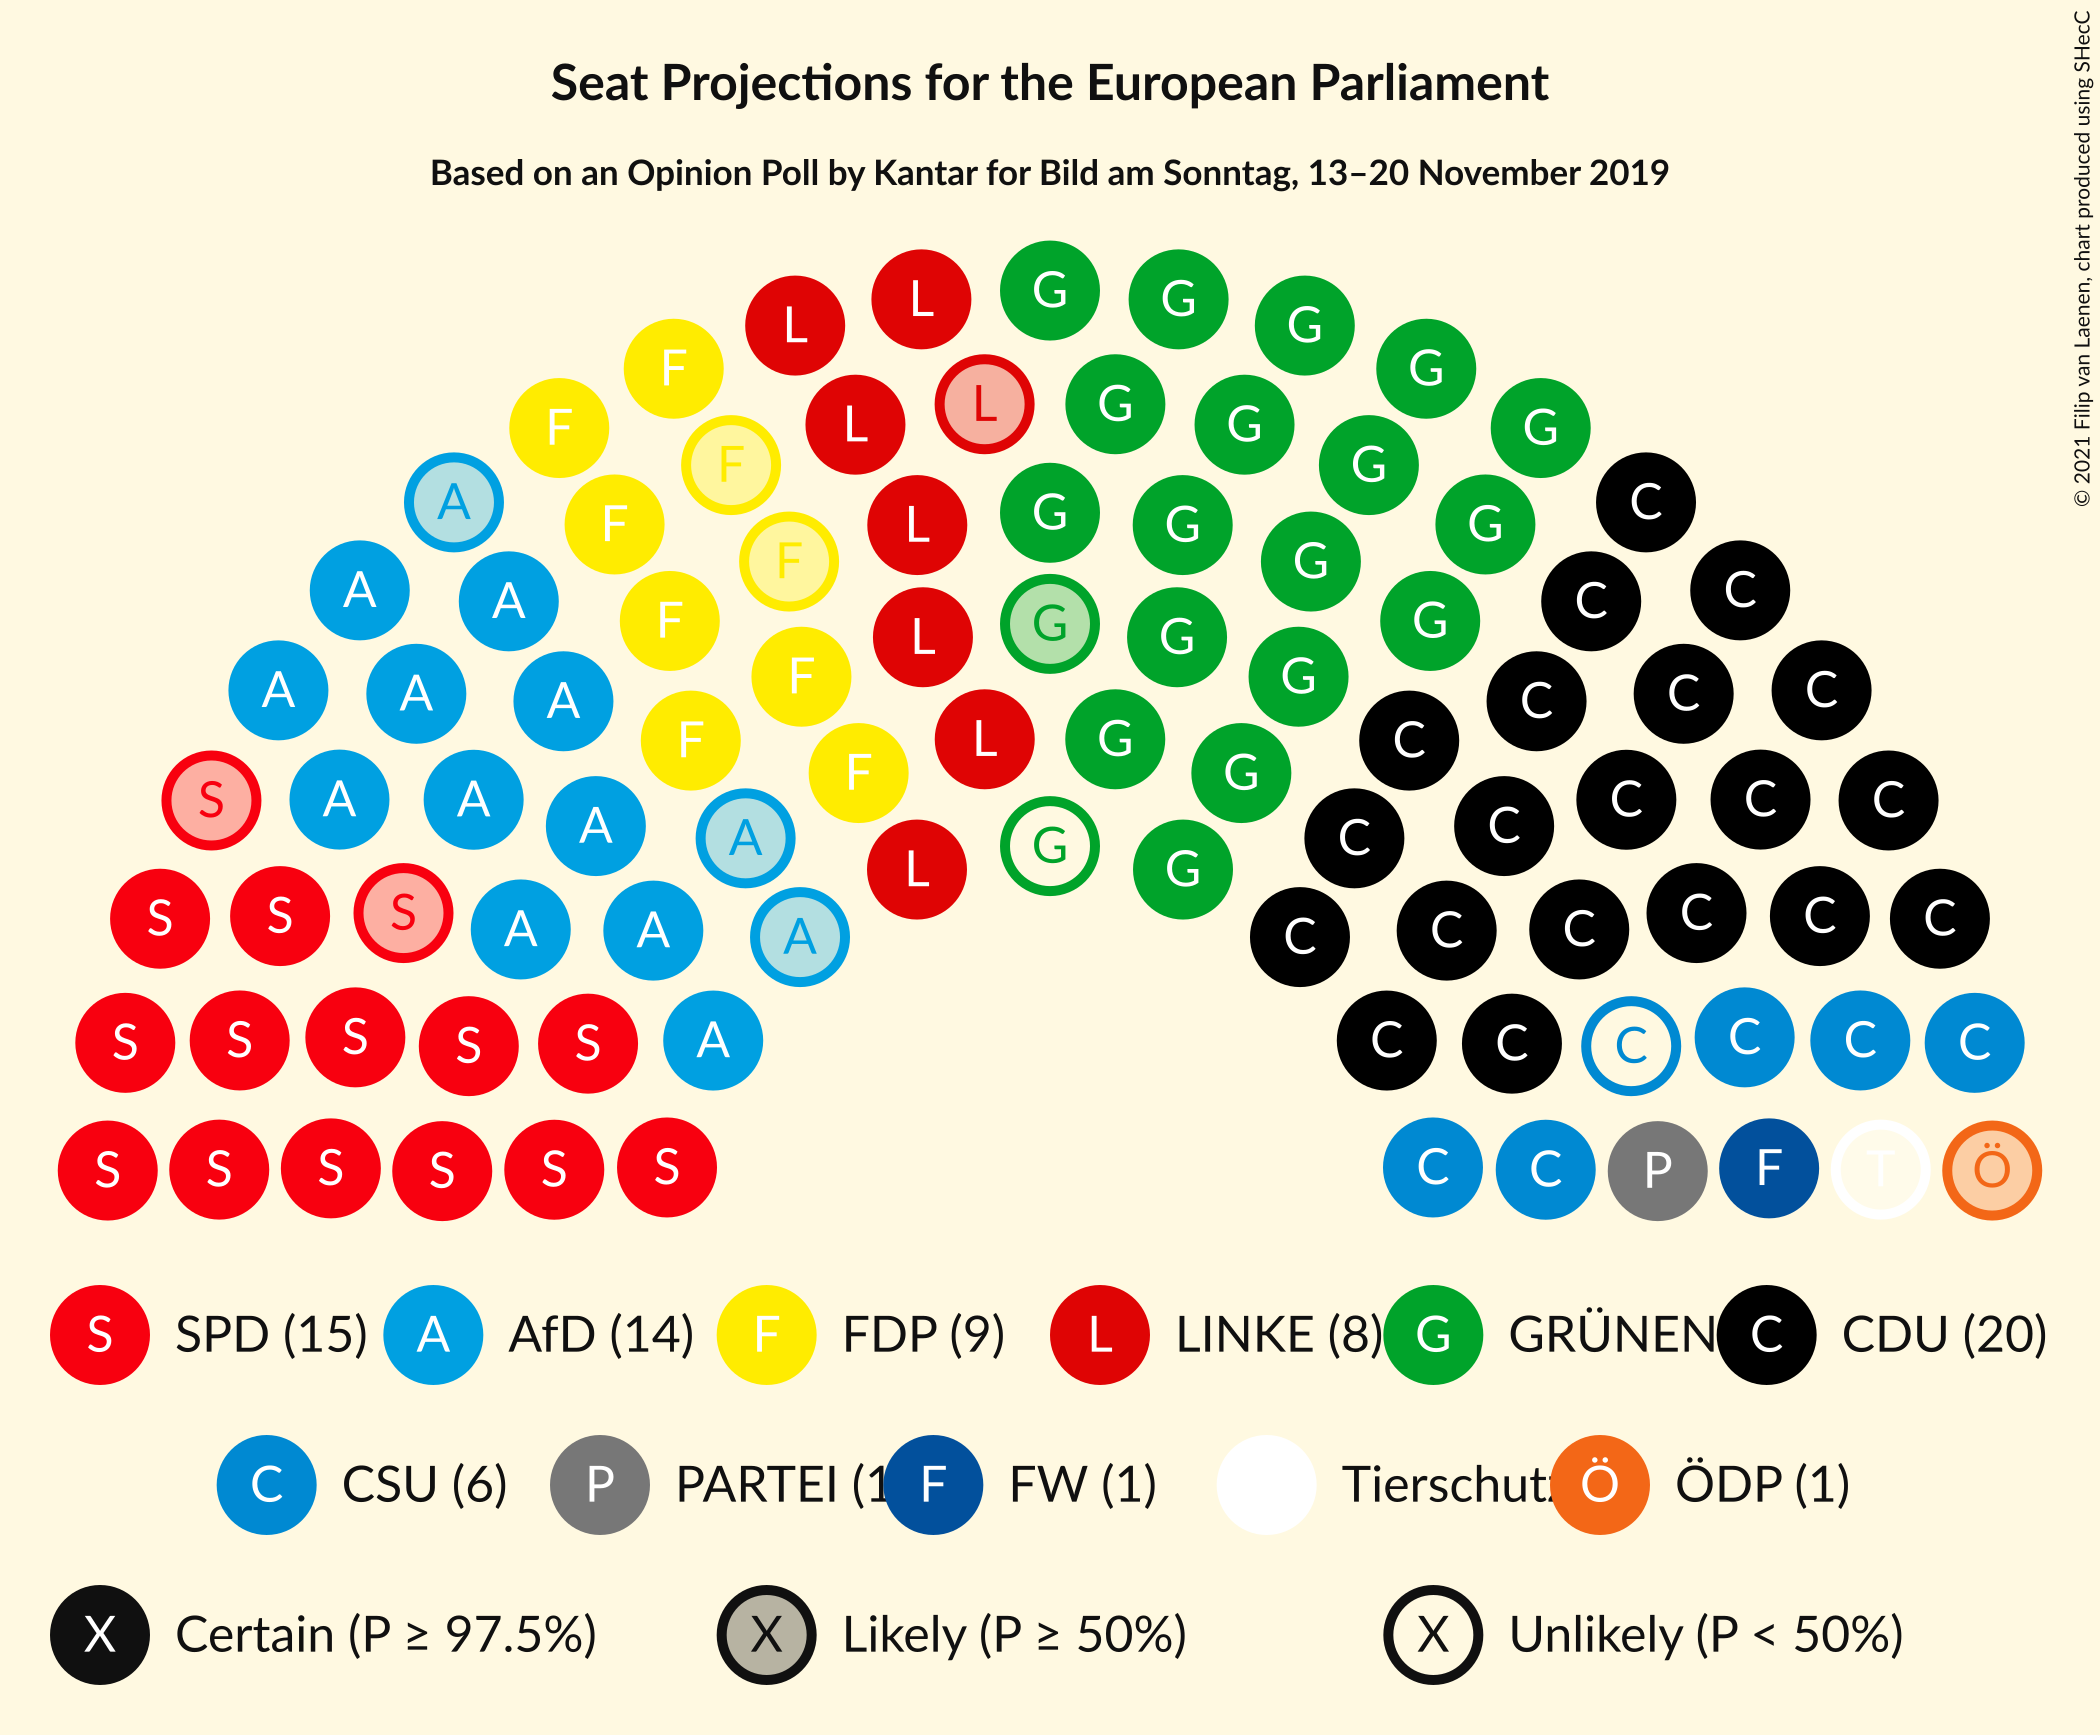 © 2021 Filip van Laenen, chart produced using SHecC
Seat Projections for the European Parliament
Based on an Opinion Poll by Kantar for Bild am Sonntag, 13–20 November 2019
L G G
L G
F G
L G
F L G G
F G
A G C
F L G G
F G
A A C C
F G G
L G
F G
A A A C C C
F L G C
F G
S A A C C C
A C
A G C
L G
S S S C C C
A A A C C C
S S S S S A C C C C C C
S S S S S S C C P F T Ö
S SPD (15) A AfD (14) F FDP (9) L LINKE (8) G GRÜNEN C CDU (20)
C CSU (6) P PARTEI (1 F FW (1) Tierschutz Ö ÖDP (1)
X Certain (P ≥ 97.5%) X Likely (P ≥ 50%) X Unlikely (P < 50%)